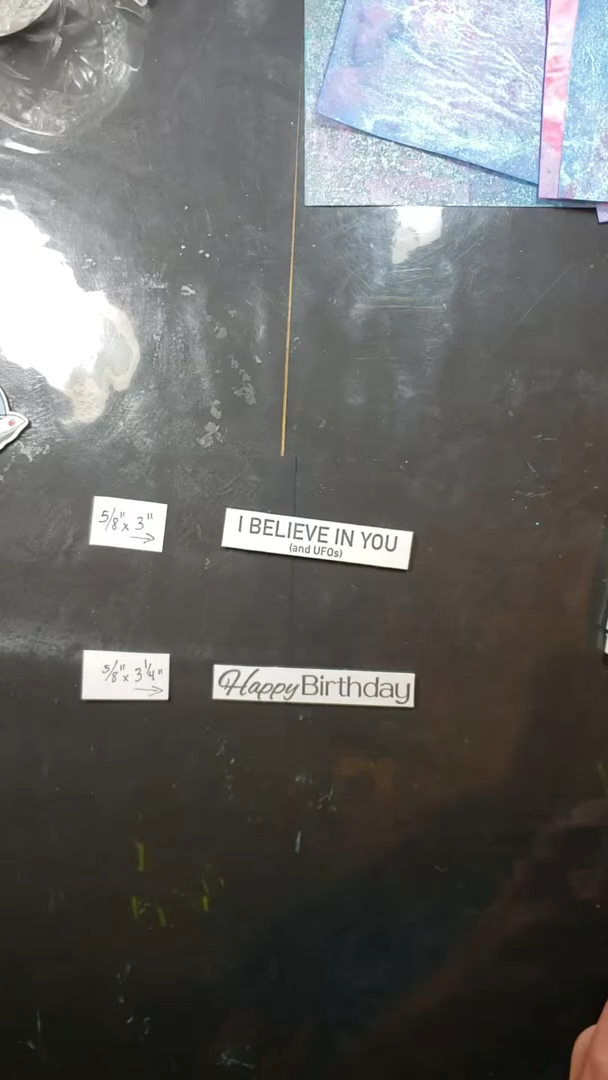 5/8" x 3"
I BELIEVE IN YOU
(and UFOs)
5/8" x 3 1/4"
Happy Birthday